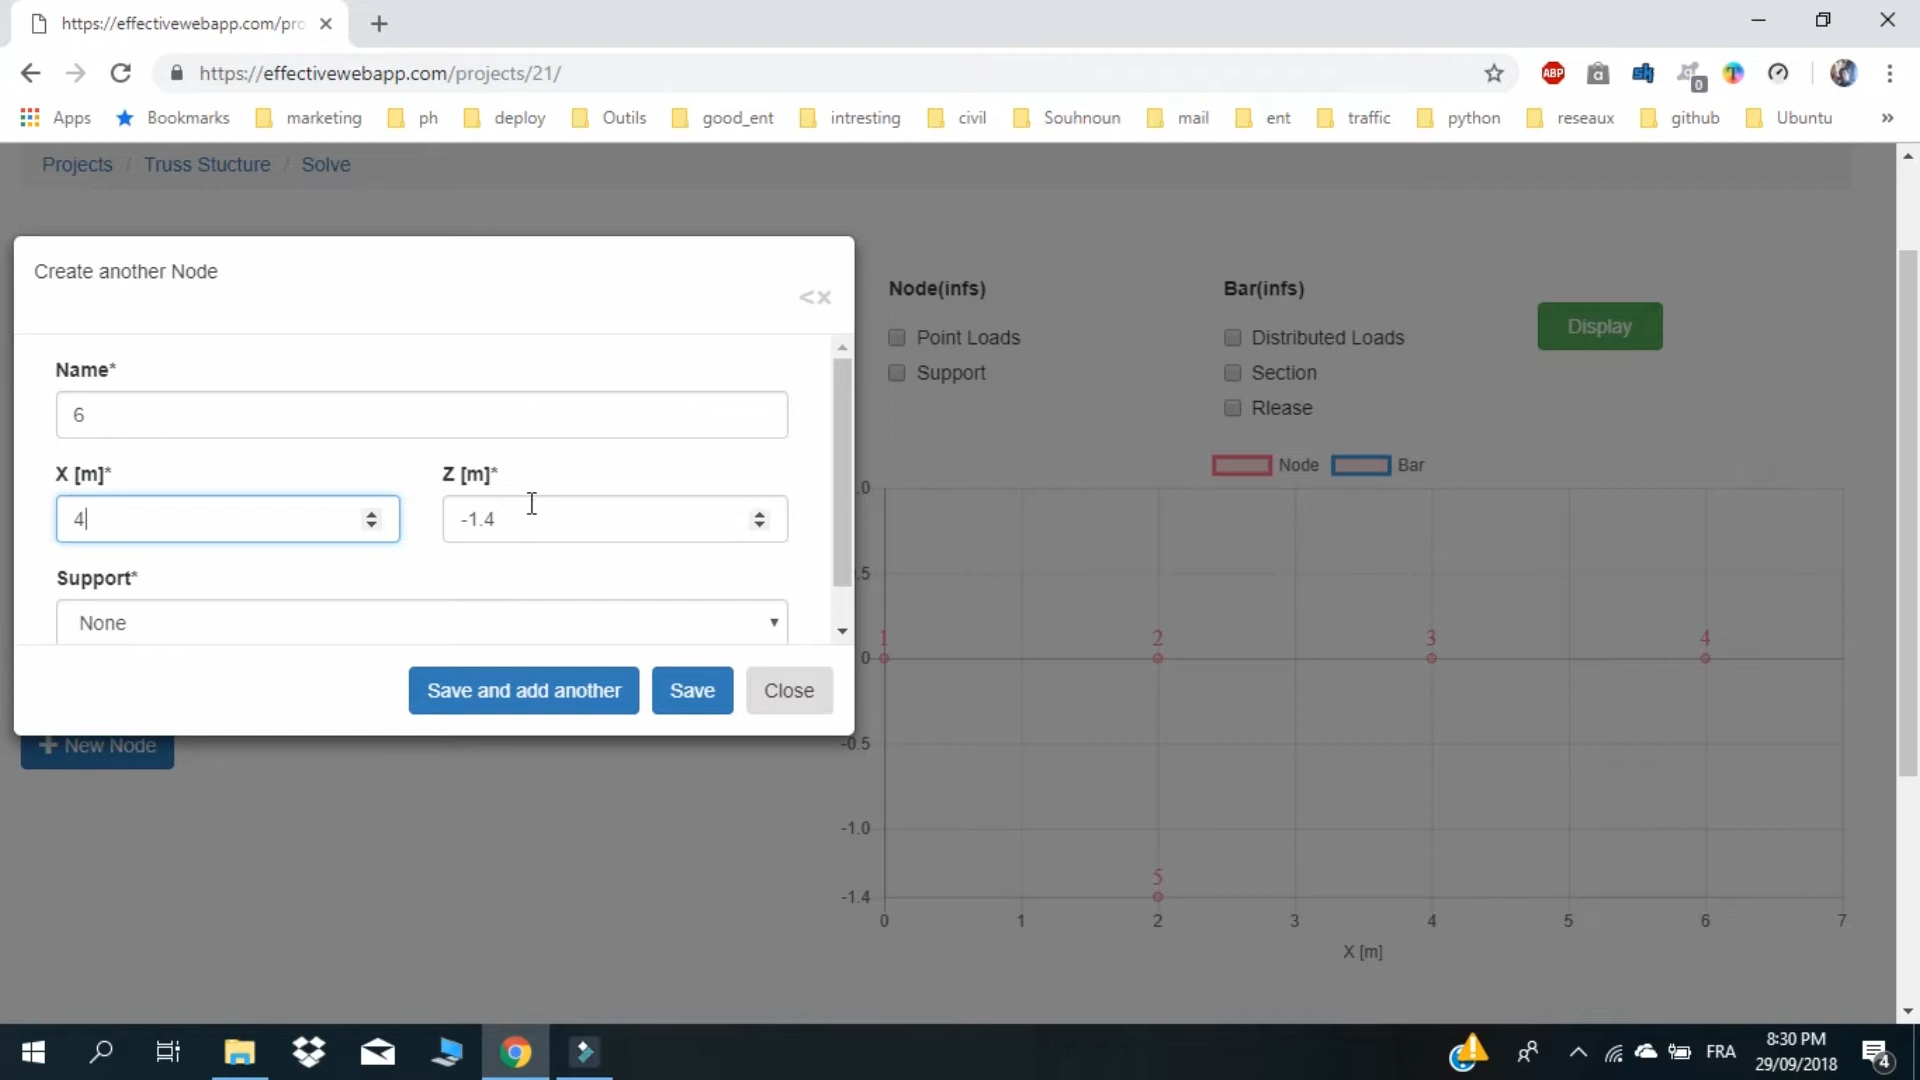 https://effectivewebapp.com/pro
https://effectivewebapp.com/projects/21/
ABP
0
Apps
Bookmarks
marketing
ph
deploy
Outils
good_ent
intresting
civil
Souhnoun
mail
ent
traffic
python
reseaux
github
Ubuntu
»
Projects / Truss Stucture / Solve
Create another Node
<×
Name*
6
X [m]*
Z [m]*
4
-1.4
Support*
None
Save and add another
Save
Close
+ New Node
Node(infs)
Point Loads
Support
Bar(infs)
Distributed Loads
Section
Rlease
Display
Node
Bar
.0
.5
0
-0.5
-1.0
-1.4
1
2
3
4
5
0
1
2
3
4
5
6
7
X [m]
FRA
8:30 PM
29/09/2018
4